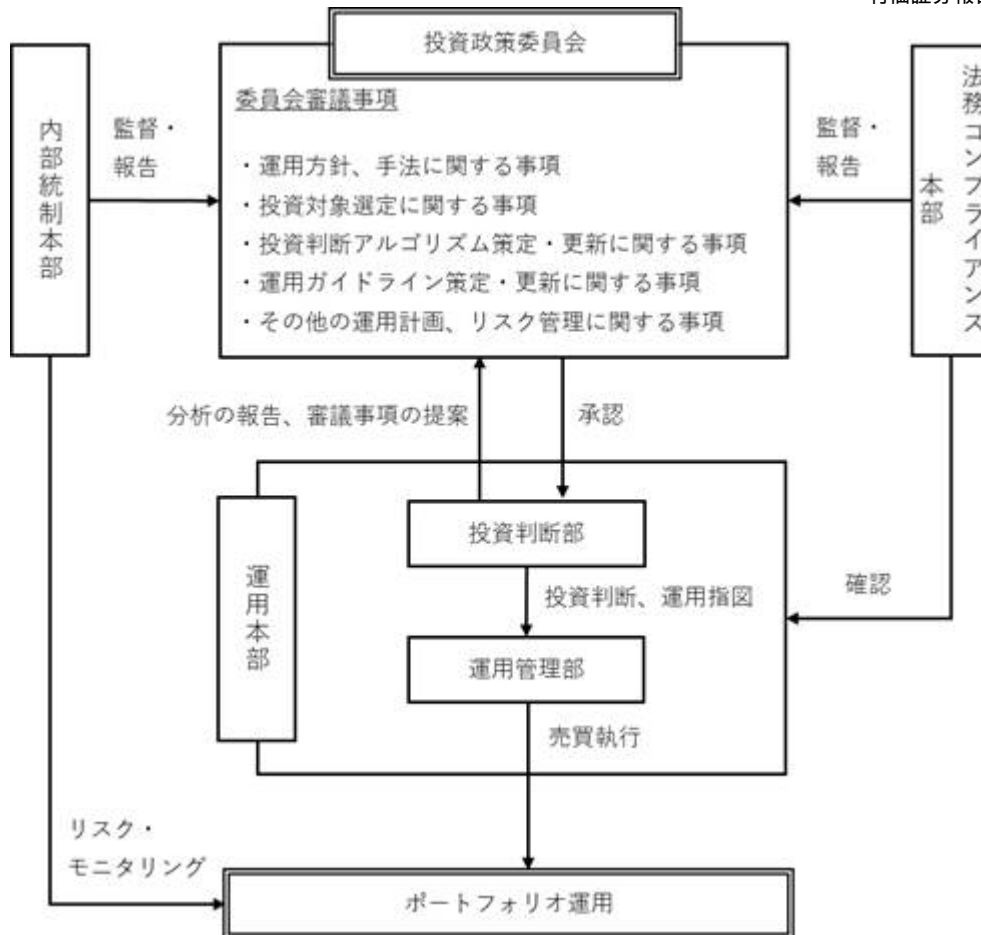 投資政策委員会
委員会審議事項
・運用方針、手法に関する事項
・投資対象選定に関する事項
・投資判断アルゴリズム策定・更新に関する事項
・運用ガイドライン策定・更新に関する事項
・その他の運用計画、リスク管理に関する事項
内部統制本部
監督・
報告
監督・
報告
法務コンプライアンス
本部
分析の報告、審議事項の提案
承認
運用本部
投資判断部
投資判断、運用指図
運用管理部
売買執行
確認
リスク・
モニタリング
ポートフォリオ運用